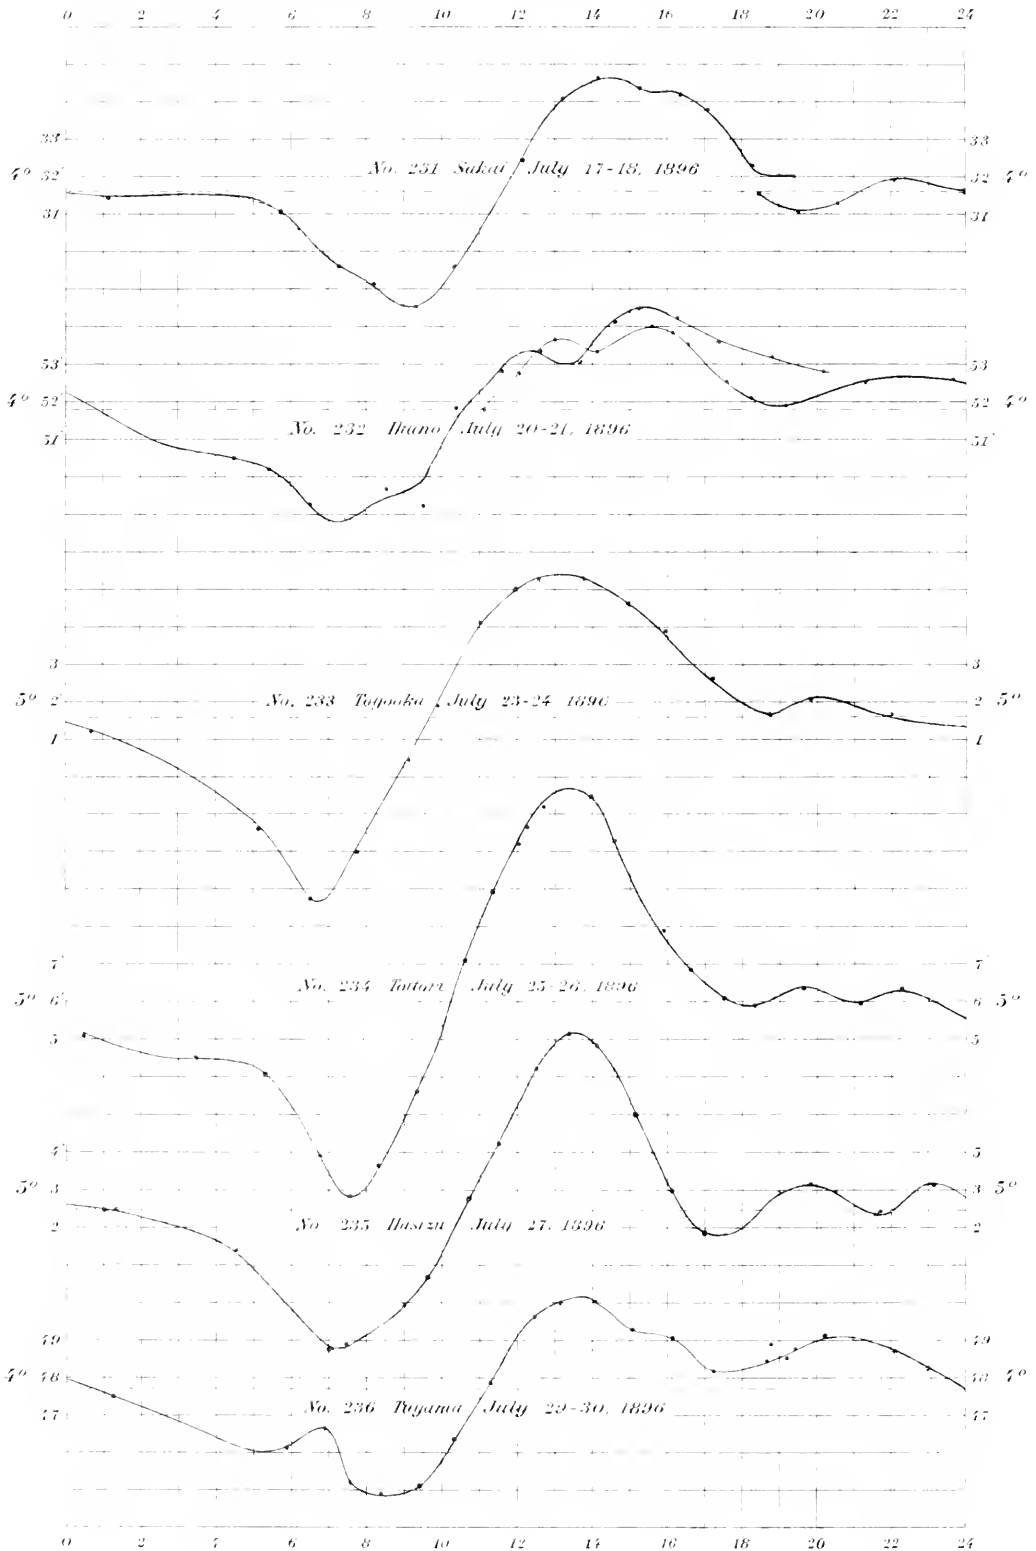 0 2 4 6 8 10 12 14 16 18 20 22 24
33' 33
4° 32' 32 4°
No. 231 Sakai July 17-18, 1896
31 31
53 53
4° 52' 52 4°
No. 232 Ikuno July 20-21, 1896
51' 51'
3' 3
5° 2' 2 5°
No. 233 Toyooka July 23-24 1896
1 1
7' 7'
5° 6' 6 5°
No. 234 Tottori July 25-26, 1896
5 5
4' 5
5° 3 3 5°
2 2
No 235 July 27, 1896
49 49
4° 48 48 4°
No. 236 July 29-30, 1896
47 47
0 2 4 6 8 10 12 14 16 18 20 22 24